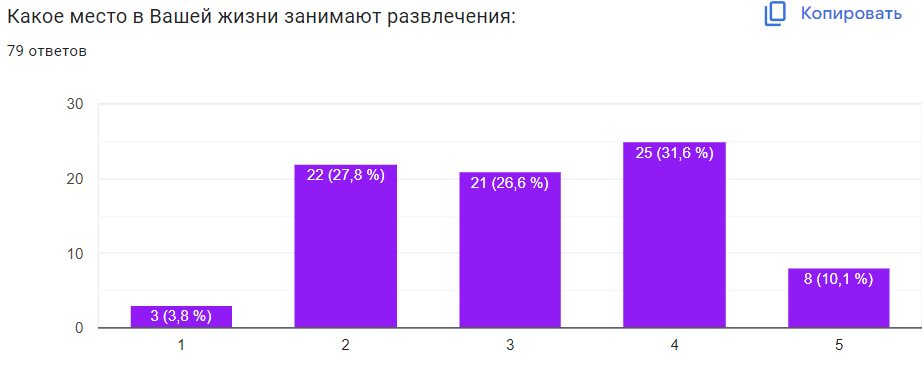 Какое место в Вашей жизни занимают развлечения:
Копировать
79 ответов
30
20
10
0
3 (3,8 %)
22 (27,8 %)
21 (26,6 %)
25 (31,6 %)
8 (10,1 %)
1
2
3
4
5